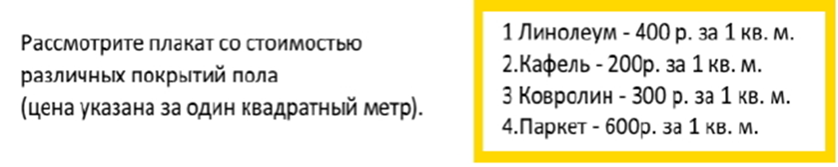 Рассмотрите плакат со стоимостью
различных покрытий пола
(цена указана за один квадратный метр).
1 Линолеум - 400 р. за 1 кв. м.
2.Кафель - 200р. за 1 кв. м.
3 Ковролин - 300 р. за 1 кв. м.
4.Паркет - 600р. за 1 кв. м.